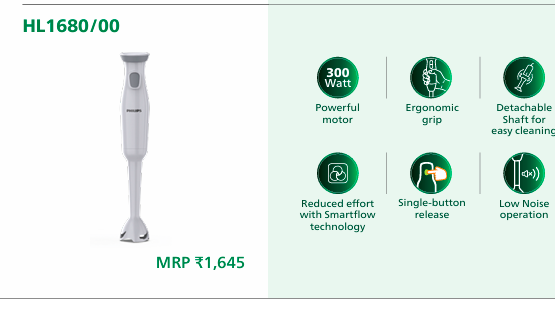 HL1680/00
PHILIPS
MRP ₹1,645
300
Watt
Powerful
motor
Ergonomic
grip
Detachable
Shaft for
easy cleaning
Reduced effort
with Smartflow
technology
Single-button
release
Low Noise
operation